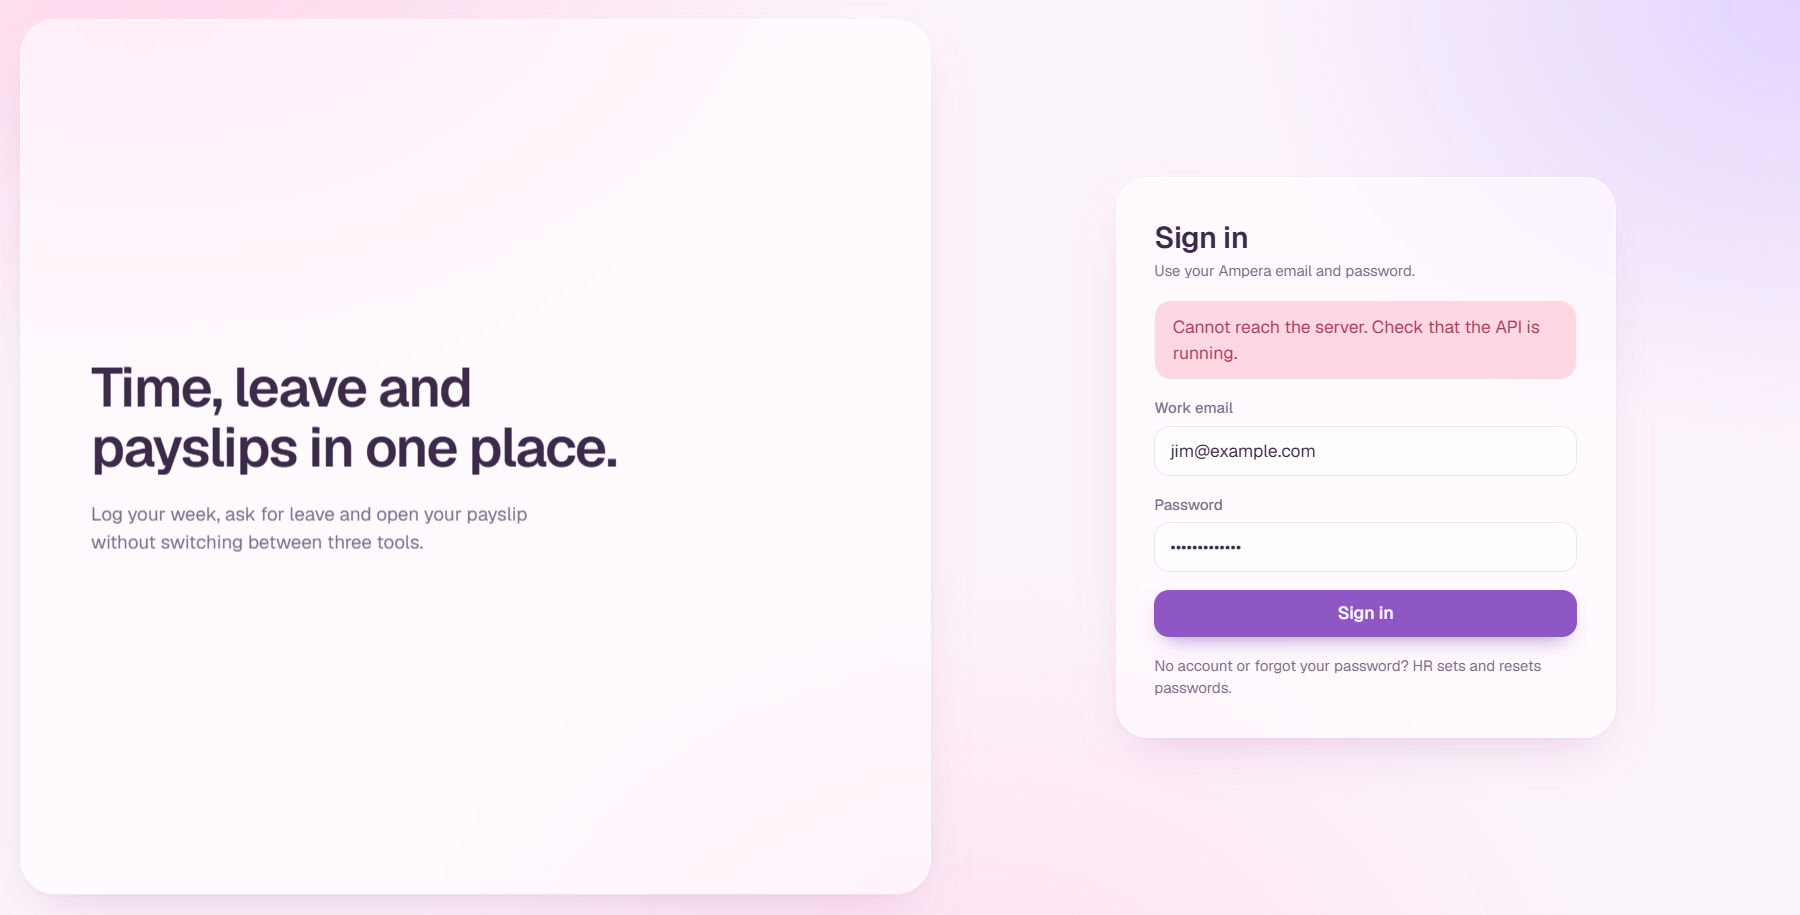 Time, leave and
payslips in one place.
Log your week, ask for leave and open your payslip
without switching between three tools.
Sign in
Use your Ampera email and password.
Cannot reach the server. Check that the API is
running.
Work email
jim@example.com
Password
•••••••••••••
Sign in
No account or forgot your password? HR sets and resets
passwords.